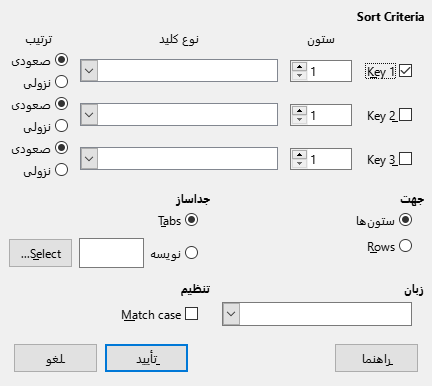 Sort Criteria
ستون نوع کلید ترتیب
Key 1 1 صعودی
نزولی
Key 2 1 صعودی
نزولی
Key 3 1 صعودی
نزولی
جهت جداساز
ستون‌ها Tabs
Rows نویسه Select...
زبان تنظیم
Match case
راهنما تأیید لغو